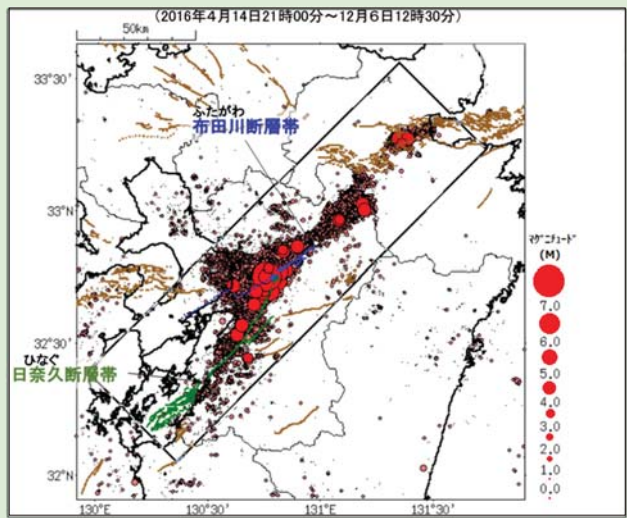 （2016年４月14日21時00分～12月６日12時30分）
50km
33°30'
ふたがわ
布田川断層帯
33°N
ﾏｸﾞﾆﾁｭｰﾄﾞ
(M)
7.0
32°30'
6.0
ひなぐ
5.0
日奈久断層帯
4.0
3.0
2.0
1.0
32°N
0.0
130°E
130°30'
131°E
131°30'